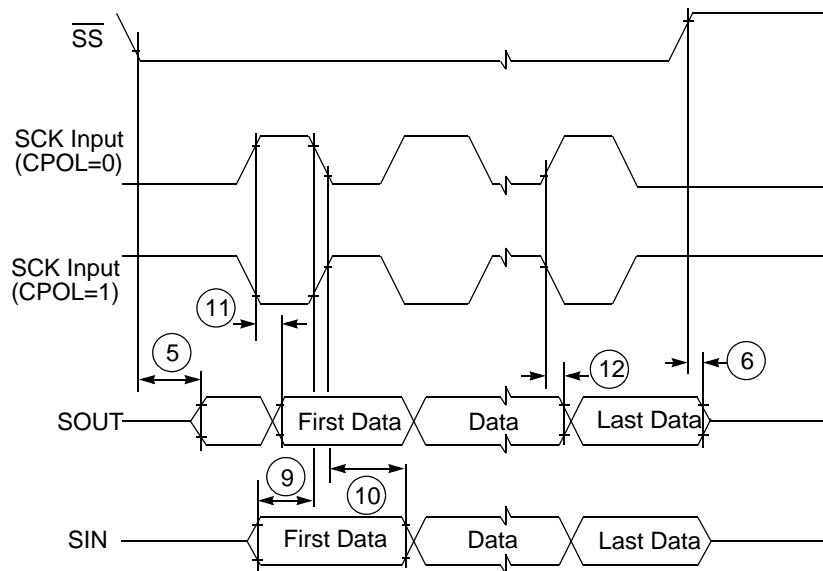 SS
SCK Input
(CPOL=0)
SCK Input
(CPOL=1)
11
5
12
6
SOUT
First Data
Data
Last Data
9
10
SIN
First Data
Data
Last Data